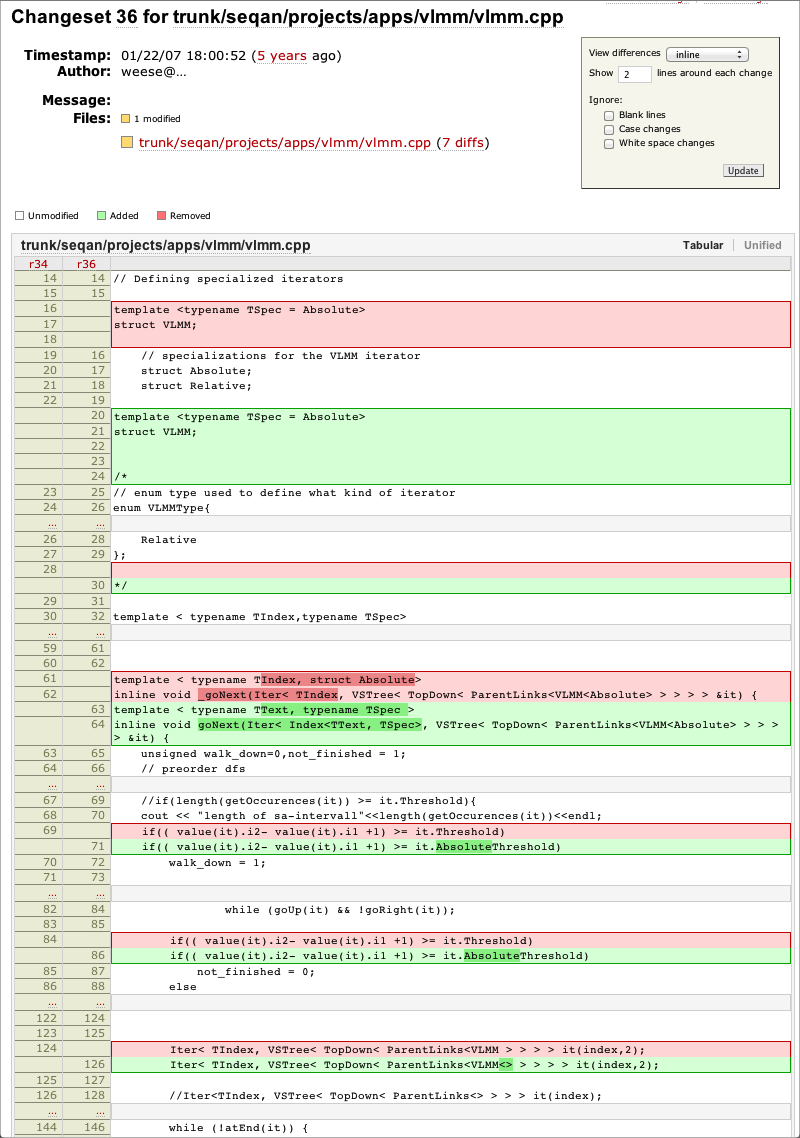 Changeset 36 for trunk/seqan/projects/apps/vlmm/vlmm.cpp
Timestamp: 01/22/07 18:00:52 (5 years ago)
Author: weese@...
Message:
Files: 1 modified
trunk/seqan/projects/apps/vlmm/vlmm.cpp (7 diffs)
View differences inline
Show 2 lines around each change
Ignore:
Blank lines
Case changes
White space changes
Update
Unmodified Added Removed
trunk/seqan/projects/apps/vlmm/vlmm.cpp Tabular Unified
r34 r36
14 14 // Defining specialized iterators
15 15
16 template <typename TSpec = Absolute>
17 struct VLMM;
18
19 16 // specializations for the VLMM iterator
20 17 struct Absolute;
21 18 struct Relative;
22 19
20 template <typename TSpec = Absolute>
21 struct VLMM;
22
23
24 /*
23 25 // enum type used to define what kind of iterator
24 26 enum VLMMType{
... ...
26 28 Relative
27 29 };
28
30 */
29 31
30 32 template < typename TIndex,typename TSpec>
... ...
59 61
60 62
61 template < typename TIndex, struct Absolute>
62 inline void _goNext(Iter< TIndex, VSTree< TopDown< ParentLinks<VLMM<Absolute> > > > > &it) {
63 template < typename TText, typename TSpec >
64 inline void goNext(Iter< Index<TText, TSpec>, VSTree< TopDown< ParentLinks<VLMM<Absolute> > > >
> &it) {
63 65 unsigned walk_down=0,not_finished = 1;
64 66 // preorder dfs
... ...
67 69 //if(length(getOccurences(it)) >= it.Threshold){
68 70 cout << "length of sa-intervall"<<length(getOccurences(it))<<endl;
69 if(( value(it).i2- value(it).i1 +1) >= it.Threshold)
71 if(( value(it).i2- value(it).i1 +1) >= it.AbsoluteThreshold)
70 72 walk_down = 1;
71 73
... ...
82 84 while (goUp(it) && !goRight(it));
83 85
84 if(( value(it).i2- value(it).i1 +1) >= it.Threshold)
86 if(( value(it).i2- value(it).i1 +1) >= it.AbsoluteThreshold)
85 87 not_finished = 0;
86 88 else
... ...
122 124
123 125
124 Iter< TIndex, VSTree< TopDown< ParentLinks<VLMM > > > > it(index,2);
126 Iter< TIndex, VSTree< TopDown< ParentLinks<VLMM<> > > > > it(index,2);
125 127
126 128 //Iter<TIndex, VSTree< TopDown< ParentLinks<> > > > it(index);
... ...
144 146 while (!atEnd(it)) {